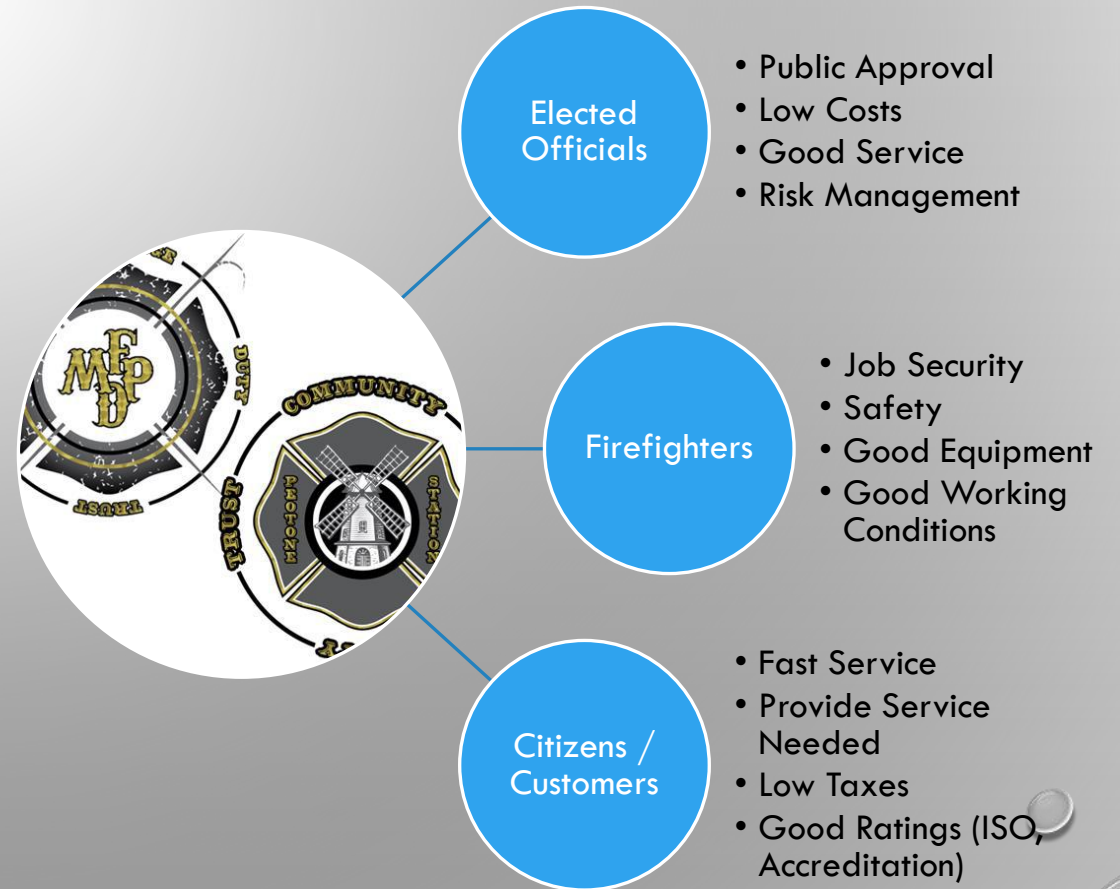 Elected
Officials
• Public Approval
• Low Costs
• Good Service
• Risk Management
DUTY
MFPD
TRUST
COMMUNITY
TRUST
PEOTONE
STATION
Firefighters
• Job Security
• Safety
• Good Equipment
• Good Working
Conditions
Citizens /
Customers
• Fast Service
• Provide Service
Needed
• Low Taxes
• Good Ratings (ISO,
Accreditation)